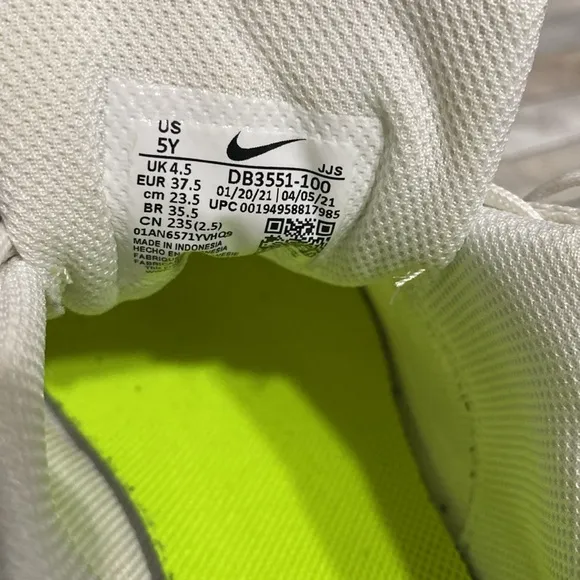 US
5Y
JJS
UK 4.5
DB3551-100
EUR 37.5
01/20/21 | 04/05/21
cm 23.5
UPC 00194958817985
BR 35.5
CN 235(2.5)
01AN6571YVHQ9
MADE IN INDONESIA
HECHO EN